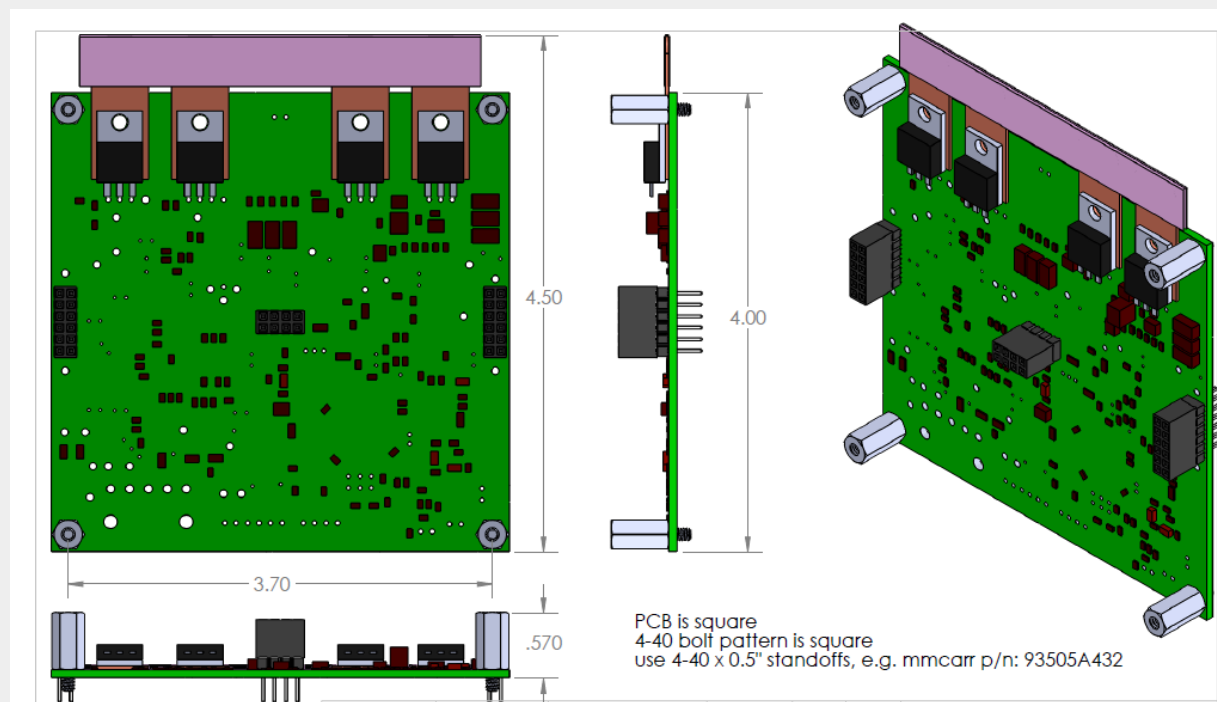 4.50
4.00
3.70
.570
PCB is square
4-40 bolt pattern is square
use 4-40 x 0.5" standoffs, e.g. mmcarr p/n: 93505A432